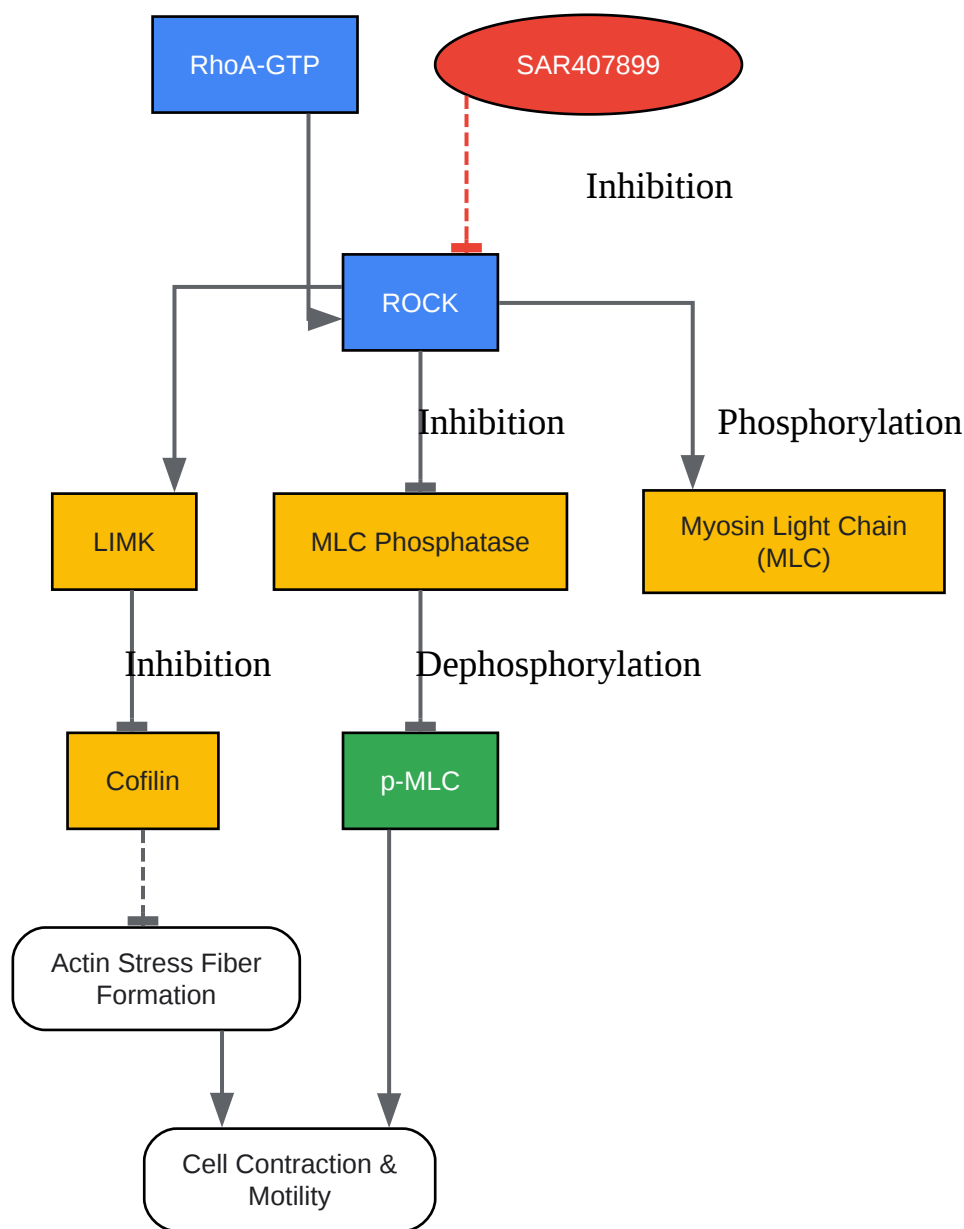 RhoA-GTP
SAR407899
Inhibition
ROCK
Inhibition
Phosphorylation
LIMK
MLC Phosphatase
Myosin Light Chain
(MLC)
Inhibition
Dephosphorylation
Cofilin
p-MLC
Actin Stress Fiber
Formation
Cell Contraction &
Motility